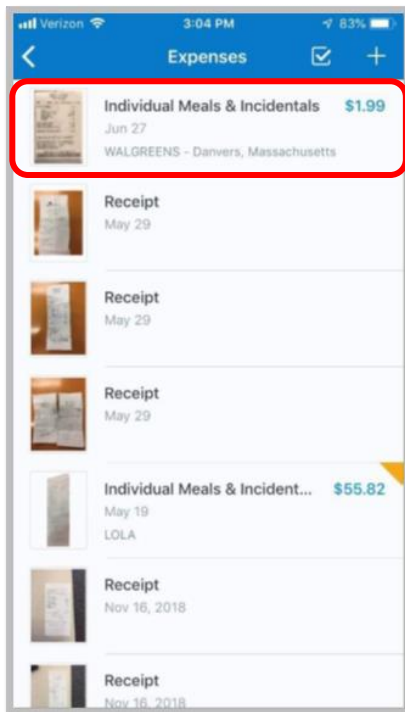 Verizon 3:04 PM 83%
Expenses
Individual Meals & Incidentals $1.99
Jun 27
WALGREENS - Danvers, Massachusetts
Receipt
May 29
Receipt
May 29
Receipt
May 29
Individual Meals & Incident... $55.82
May 19
LOLA
Receipt
Nov 16, 2018
Receipt
Nov 16, 2018